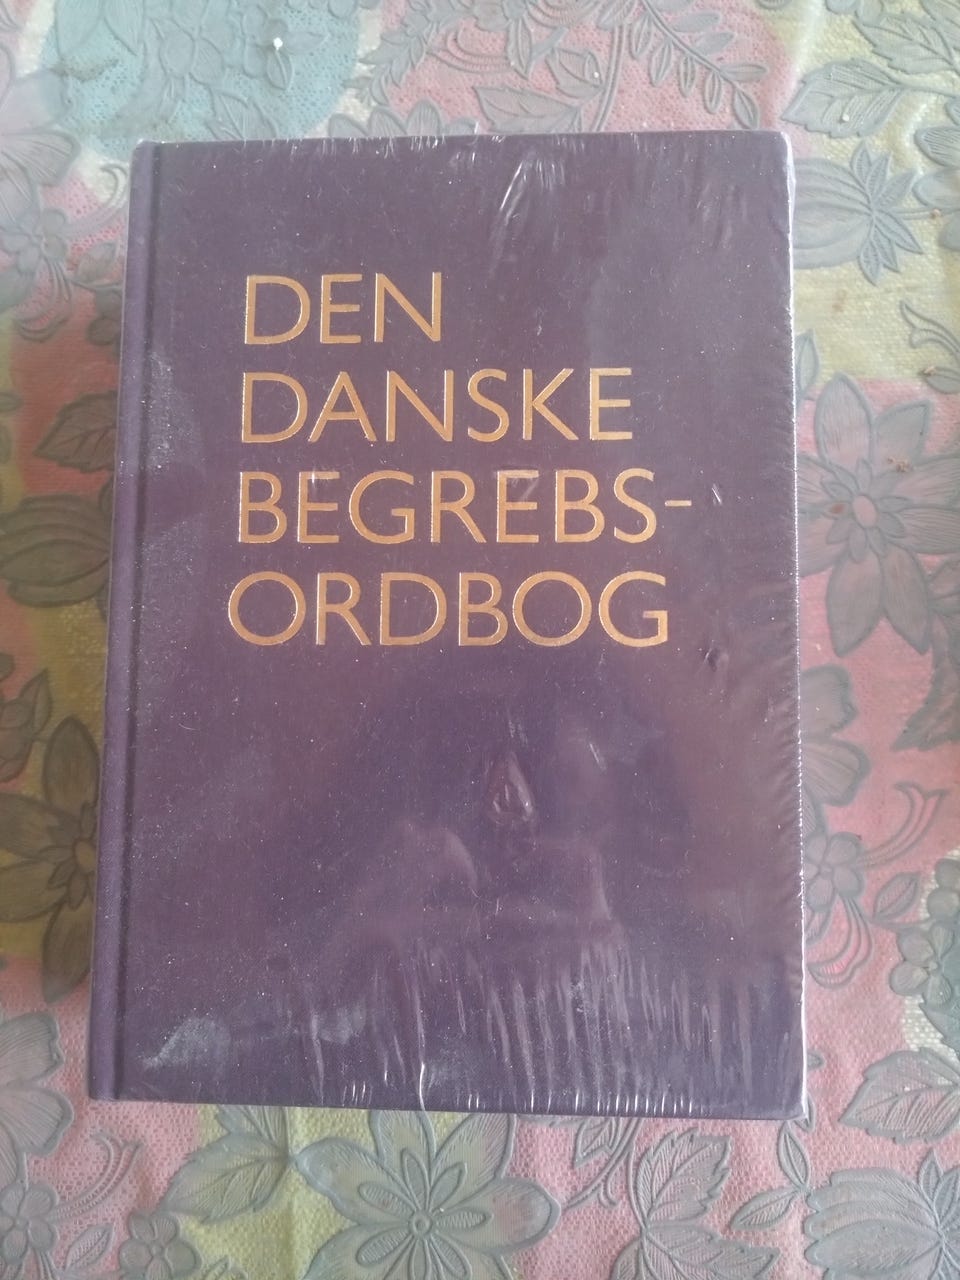 DEN
DANSKE
BEGREBS-
ORDBOG